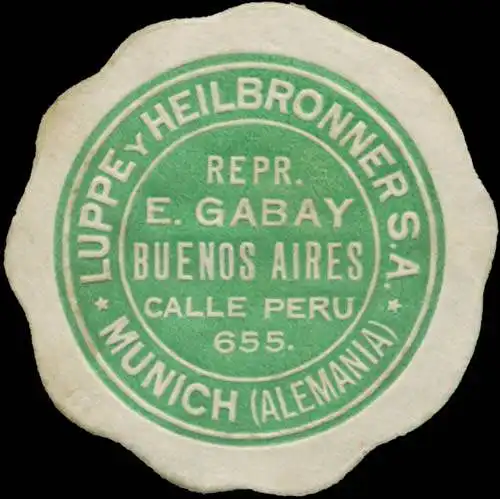 LUPPE Y HEILBRONNER S.A.
* MUNICH (ALEMANIA) *
REPR.
E. GABAY
BUENOS AIRES
CALLE PERU
655.